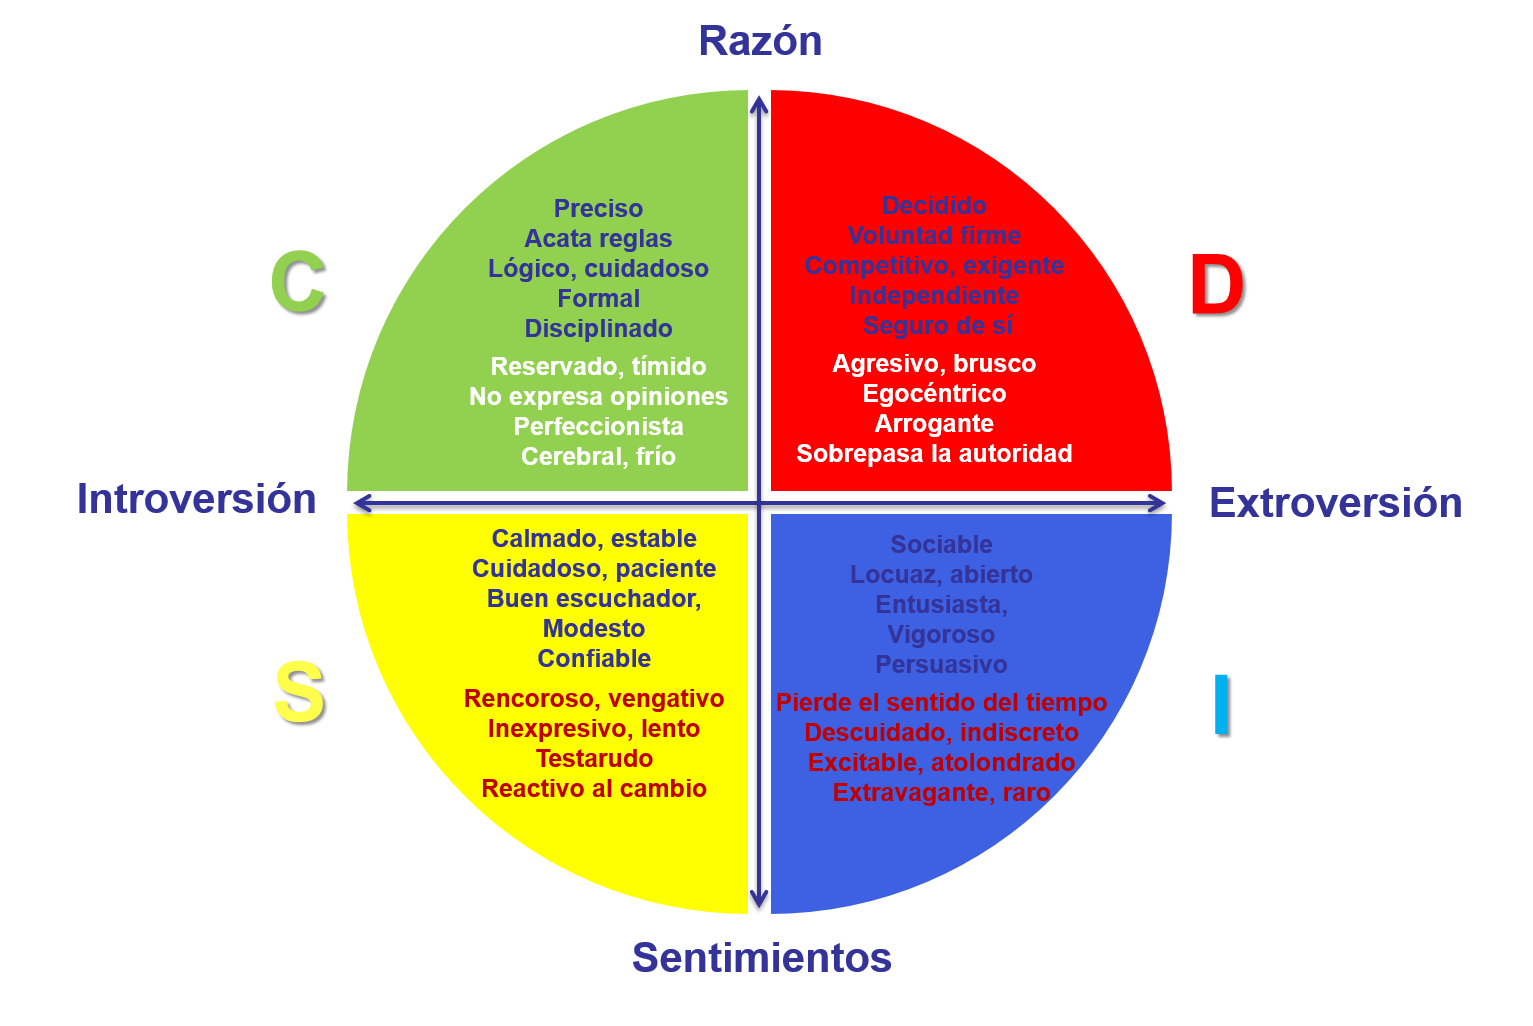 Razón
C
Preciso
Acata reglas
Lógico, cuidadoso
Formal
Disciplinado
Reservado, tímido
No expresa opiniones
Perfeccionista
Cerebral, frío
D
Decidido
Voluntad firme
Competitivo, exigente
Independiente
Seguro de sí
Agresivo, brusco
Egocéntrico
Arrogante
Sobrepasa la autoridad
Introversión
Extroversión
S
Calmado, estable
Cuidadoso, paciente
Buen escuchador,
Modesto
Confiable
Rencoroso, vengativo
Inexpresivo, lento
Testarudo
Reactivo al cambio
I
Sociable
Locuaz, abierto
Entusiasta,
Vigoroso
Persuasivo
Pierde el sentido del tiempo
Descuidado, indiscreto
Excitable, atolondrado
Extravagante, raro
Sentimientos